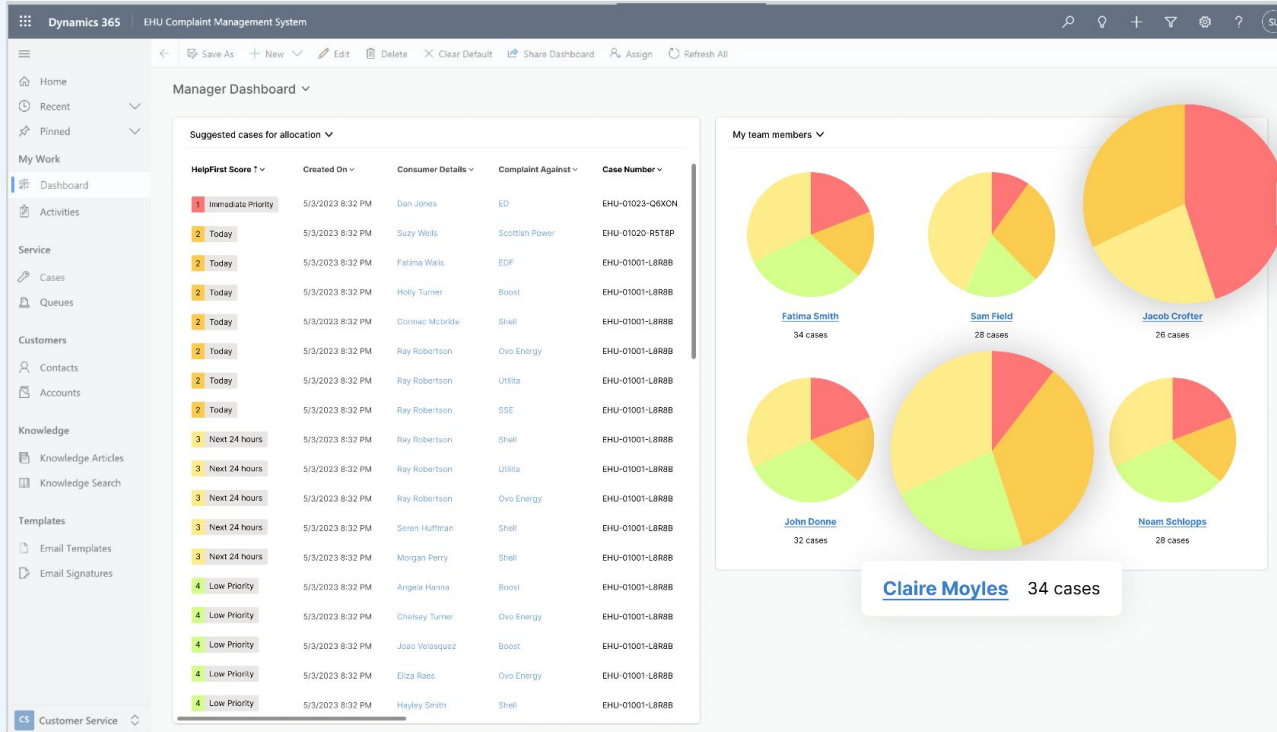 Dynamics 365 EHU Complaint Management System
Save As New Edit Delete Clear Default Share Dashboard Assign Refresh All
Home
Recent
Pinned
My Work
Dashboard
Activities
Service
Cases
Queues
Customers
Contacts
Accounts
Knowledge
Knowledge Articles
Knowledge Search
Templates
Email Templates
Email Signatures
CS Customer Service
Manager Dashboard
Suggested cases for allocation
HelpFirst Score Created On Consumer Details Complaint Against Case Number
1 Immediate Priority 5/3/2023 8:32 PM Dan Jones ED EHU-01023-Q6XON
2 Today 5/3/2023 8:32 PM Suzy Wells Scottish Power EHU-01020-R5T8P
2 Today 5/3/2023 8:32 PM Fatima Walls EDF EHU-01001-L8R8B
2 Today 5/3/2023 8:32 PM Holly Turner Boost EHU-01001-L8R8B
2 Today 5/3/2023 8:32 PM Cormac Mcbride Shell EHU-01001-L8R8B
2 Today 5/3/2023 8:32 PM Ray Robertson Ovo Energy EHU-01001-L8R8B
2 Today 5/3/2023 8:32 PM Ray Robertson Utilita EHU-01001-L8R8B
2 Today 5/3/2023 8:32 PM Ray Robertson SSE EHU-01001-L8R8B
3 Next 24 hours 5/3/2023 8:32 PM Ray Robertson Shell EHU-01001-L8R8B
3 Next 24 hours 5/3/2023 8:32 PM Ray Robertson Utilita EHU-01001-L8R8B
3 Next 24 hours 5/3/2023 8:32 PM Ray Robertson Ovo Energy EHU-01001-L8R8B
3 Next 24 hours 5/3/2023 8:32 PM Seren Huffman Shell EHU-01001-L8R8B
3 Next 24 hours 5/3/2023 8:32 PM Morgan Perry Shell EHU-01001-L8R8B
4 Low Priority 5/3/2023 8:32 PM Angela Hanna Boost EHU-01001-L8R8B
4 Low Priority 5/3/2023 8:32 PM Chelsey Turner Ovo Energy EHU-01001-L8R8B
4 Low Priority 5/3/2023 8:32 PM Joao Velasquez Boost EHU-01001-L8R8B
4 Low Priority 5/3/2023 8:32 PM Eliza Raes Ovo Energy EHU-01001-L8R8B
4 Low Priority 5/3/2023 8:32 PM Hayley Smith Shell EHU-01001-L8R8B
My team members
Fatima Smith Sam Field Jacob Crofter
34 cases 28 cases 26 cases
John Donne Noam Schlopps
32 cases 28 cases
Claire Moyles 34 cases